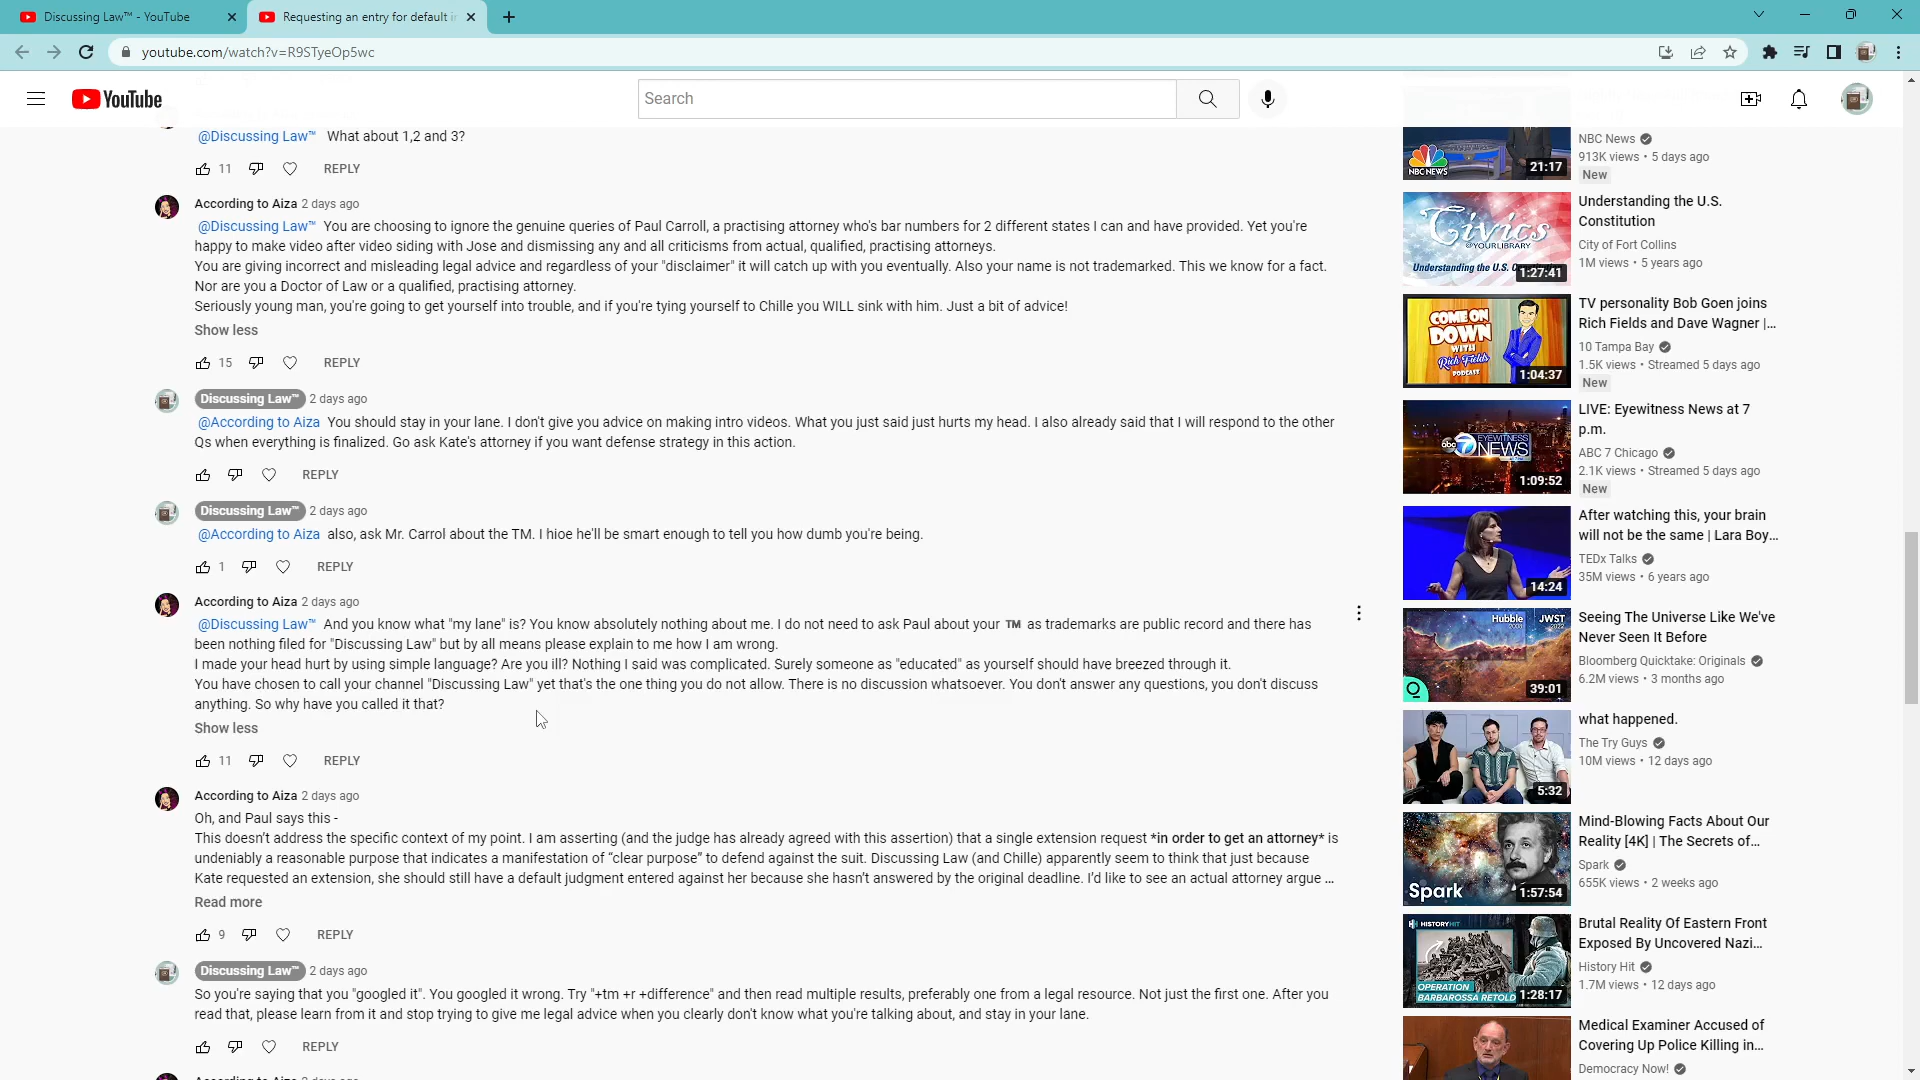 Discussing Law™ - YouTube
Requesting an entry for default i
youtube.com/watch?v=R9STyeOp5wc
YouTube
Search
@Discussing Law™ What about 1,2 and 3?
11
REPLY
According to Aiza 2 days ago
@Discussing Law™ You are choosing to ignore the genuine queries of Paul Carroll, a practising attorney who's bar numbers for 2 different states I can and have provided. Yet you're
happy to make video after video siding with Jose and dismissing any and all criticisms from actual, qualified, practising attorneys.
You are giving incorrect and misleading legal advice and regardless of your "disclaimer" it will catch up with you eventually. Also your name is not trademarked. This we know for a fact.
Nor are you a Doctor of Law or a qualified, practising attorney.
Seriously young man, you're going to get yourself into trouble, and if you're tying yourself to Chille you WILL sink with him. Just a bit of advice!
Show less
15
REPLY
Discussing Law™ 2 days ago
@According to Aiza You should stay in your lane. I don't give you advice on making intro videos. What you just said just hurts my head. I also already said that I will respond to the other
Qs when everything is finalized. Go ask Kate's attorney if you want defense strategy in this action.
REPLY
Discussing Law™ 2 days ago
@According to Aiza also, ask Mr. Carrol about the TM. I hioe he'll be smart enough to tell you how dumb you're being.
1
REPLY
According to Aiza 2 days ago
@Discussing Law™ And you know what "my lane" is? You know absolutely nothing about me. I do not need to ask Paul about your ™ as trademarks are public record and there has
been nothing filed for "Discussing Law" but by all means please explain to me how I am wrong.
I made your head hurt by using simple language? Are you ill? Nothing I said was complicated. Surely someone as "educated" as yourself should have breezed through it.
You have chosen to call your channel "Discussing Law" yet that's the one thing you do not allow. There is no discussion whatsoever. You don't answer any questions, you don't discuss
anything. So why have you called it that?
Show less
11
REPLY
According to Aiza 2 days ago
Oh, and Paul says this -
This doesn't address the specific context of my point. I am asserting (and the judge has already agreed with this assertion) that a single extension request *in order to get an attorney* is
undeniably a reasonable purpose that indicates a manifestation of “clear purpose” to defend against the suit. Discussing Law (and Chille) apparently seem to think that just because
Kate requested an extension, she should still have a default judgment entered against her because she hasn't answered by the original deadline. I'd like to see an actual attorney argue ...
Read more
9
REPLY
Discussing Law™ 2 days ago
So you're saying that you "googled it". You googled it wrong. Try "+tm +r +difference" and then read multiple results, preferably one from a legal resource. Not just the first one. After you
read that, please learn from it and stop trying to give me legal advice when you clearly don't know what you're talking about, and stay in your lane.
REPLY
NBC NEWS
21:17
NBC News
913K views • 5 days ago
New
Civics
@YOURLIBRARY
1:27:41
Understanding the U.S.
Constitution
City of Fort Collins
1M views • 5 years ago
COME ON
DOWN
WITH
Rich Fields
PODCAST
1:04:37
TV personality Bob Goen joins
Rich Fields and Dave Wagner |...
10 Tampa Bay
1.5K views • Streamed 5 days ago
New
abc 7 EYEWITNESS
NEWS
1:09:52
LIVE: Eyewitness News at 7
p.m.
ABC 7 Chicago
2.1K views • Streamed 5 days ago
New
14:24
After watching this, your brain
will not be the same | Lara Boy...
TEDx Talks
35M views • 6 years ago
Hubble
JWST
39:01
Seeing The Universe Like We've
Never Seen It Before
Bloomberg Quicktake: Originals
6.2M views • 3 months ago
5:32
what happened.
The Try Guys
10M views • 12 days ago
Spark
1:57:54
Mind-Blowing Facts About Our
Reality [4K] | The Secrets of...
Spark
655K views • 2 weeks ago
HISTORYHIT
OPERATION
BARBAROSSA RETOLD
1:28:17
Brutal Reality Of Eastern Front
Exposed By Uncovered Nazi...
History Hit
1.7M views • 12 days ago
Medical Examiner Accused of
Covering Up Police Killing in...
Democracy Now!